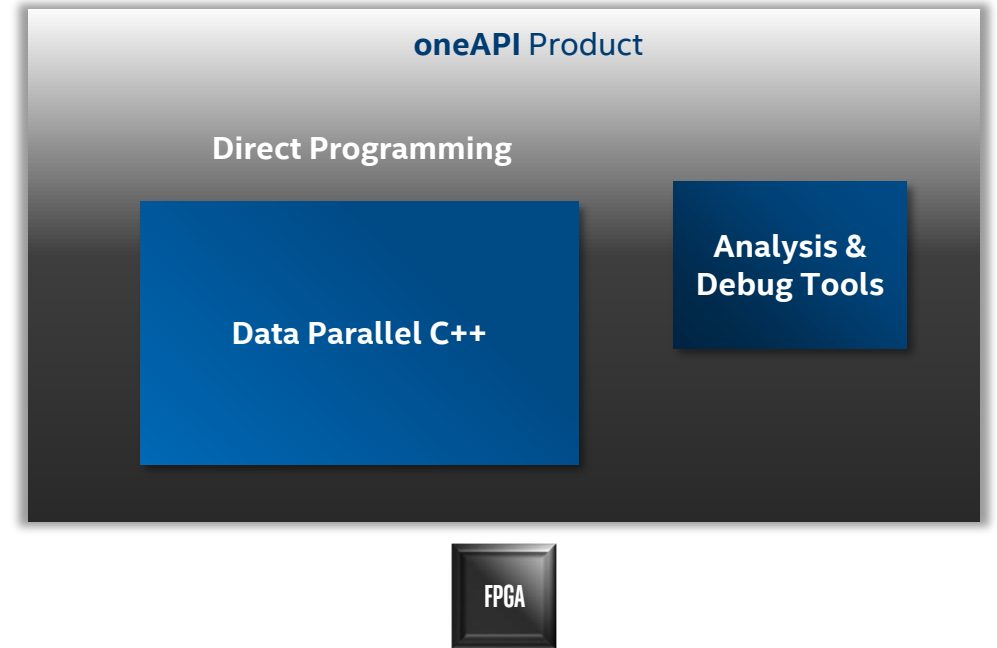 oneAPI Product
Direct Programming
Data Parallel C++
Analysis &
Debug Tools
FPGA